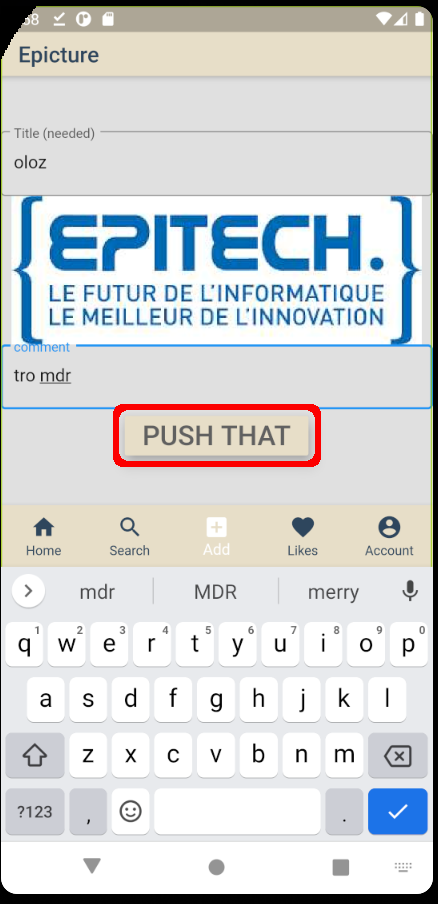 58
Epicture
Title (needed)
oloz
{EPITECH.}
LE FUTUR DE L'INFORMATIQUE
LE MEILLEUR DE L'INNOVATION
comment
tro mdr
PUSH THAT
Home Search Add Likes Account
mdr MDR merry
q1 w2 e3 r4 t5 y6 u7 i8 o9 p0
a s d f g h j k l
z x c v b n m
?123 , .